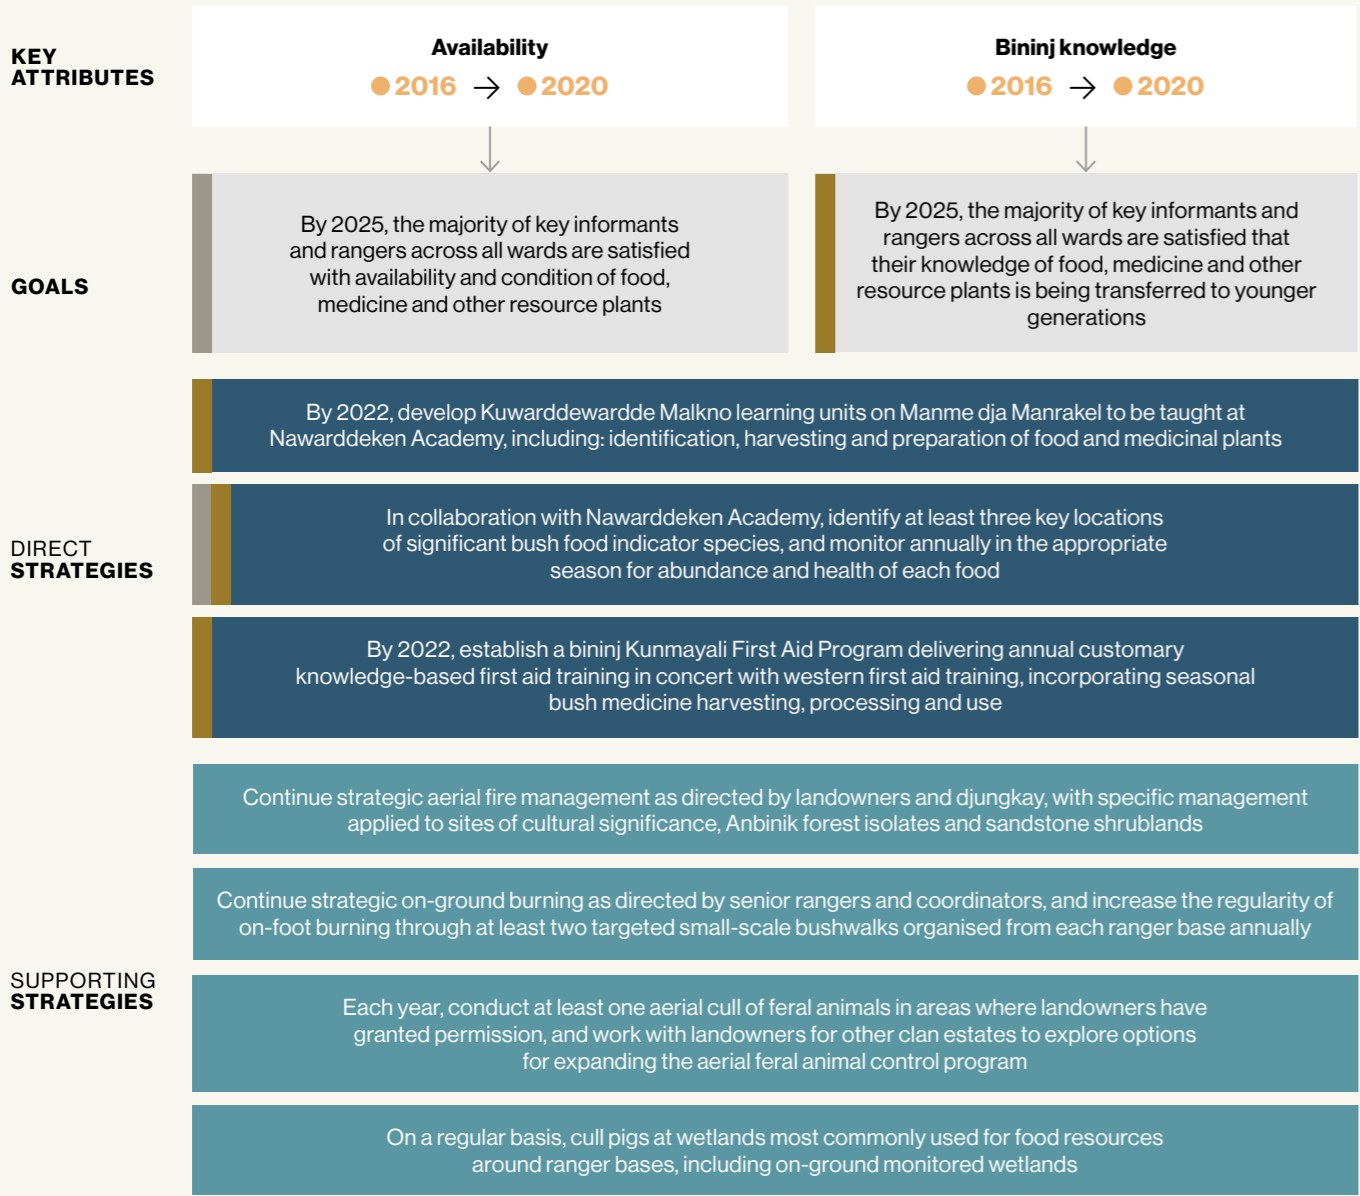 KEY
ATTRIBUTES
Availability
2016 → 2020
Bininj knowledge
2016 → 2020
GOALS
By 2025, the majority of key informants
and rangers across all wards are satisfied
with availability and condition of food,
medicine and other resource plants
By 2025, the majority of key informants and
rangers across all wards are satisfied that
their knowledge of food, medicine and other
resource plants is being transferred to younger
generations
DIRECT
STRATEGIES
By 2022, develop Kuwarddewardde Malkno learning units on Manme dja Manrakel to be taught at
Nawarddeken Academy, including: identification, harvesting and preparation of food and medicinal plants
In collaboration with Nawarddeken Academy, identify at least three key locations
of significant bush food indicator species, and monitor annually in the appropriate
season for abundance and health of each food
By 2022, establish a bininj Kunmayali First Aid Program delivering annual customary
knowledge-based first aid training in concert with western first aid training, incorporating seasonal
bush medicine harvesting, processing and use
SUPPORTING
STRATEGIES
Continue strategic aerial fire management as directed by landowners and djungkay, with specific management
applied to sites of cultural significance, Anbinik forest isolates and sandstone shrublands
Continue strategic on-ground burning as directed by senior rangers and coordinators, and increase the regularity of
on-foot burning through at least two targeted small-scale bushwalks organised from each ranger base annually
Each year, conduct at least one aerial cull of feral animals in areas where landowners have
granted permission, and work with landowners for other clan estates to explore options
for expanding the aerial feral animal control program
On a regular basis, cull pigs at wetlands most commonly used for food resources
around ranger bases, including on-ground monitored wetlands